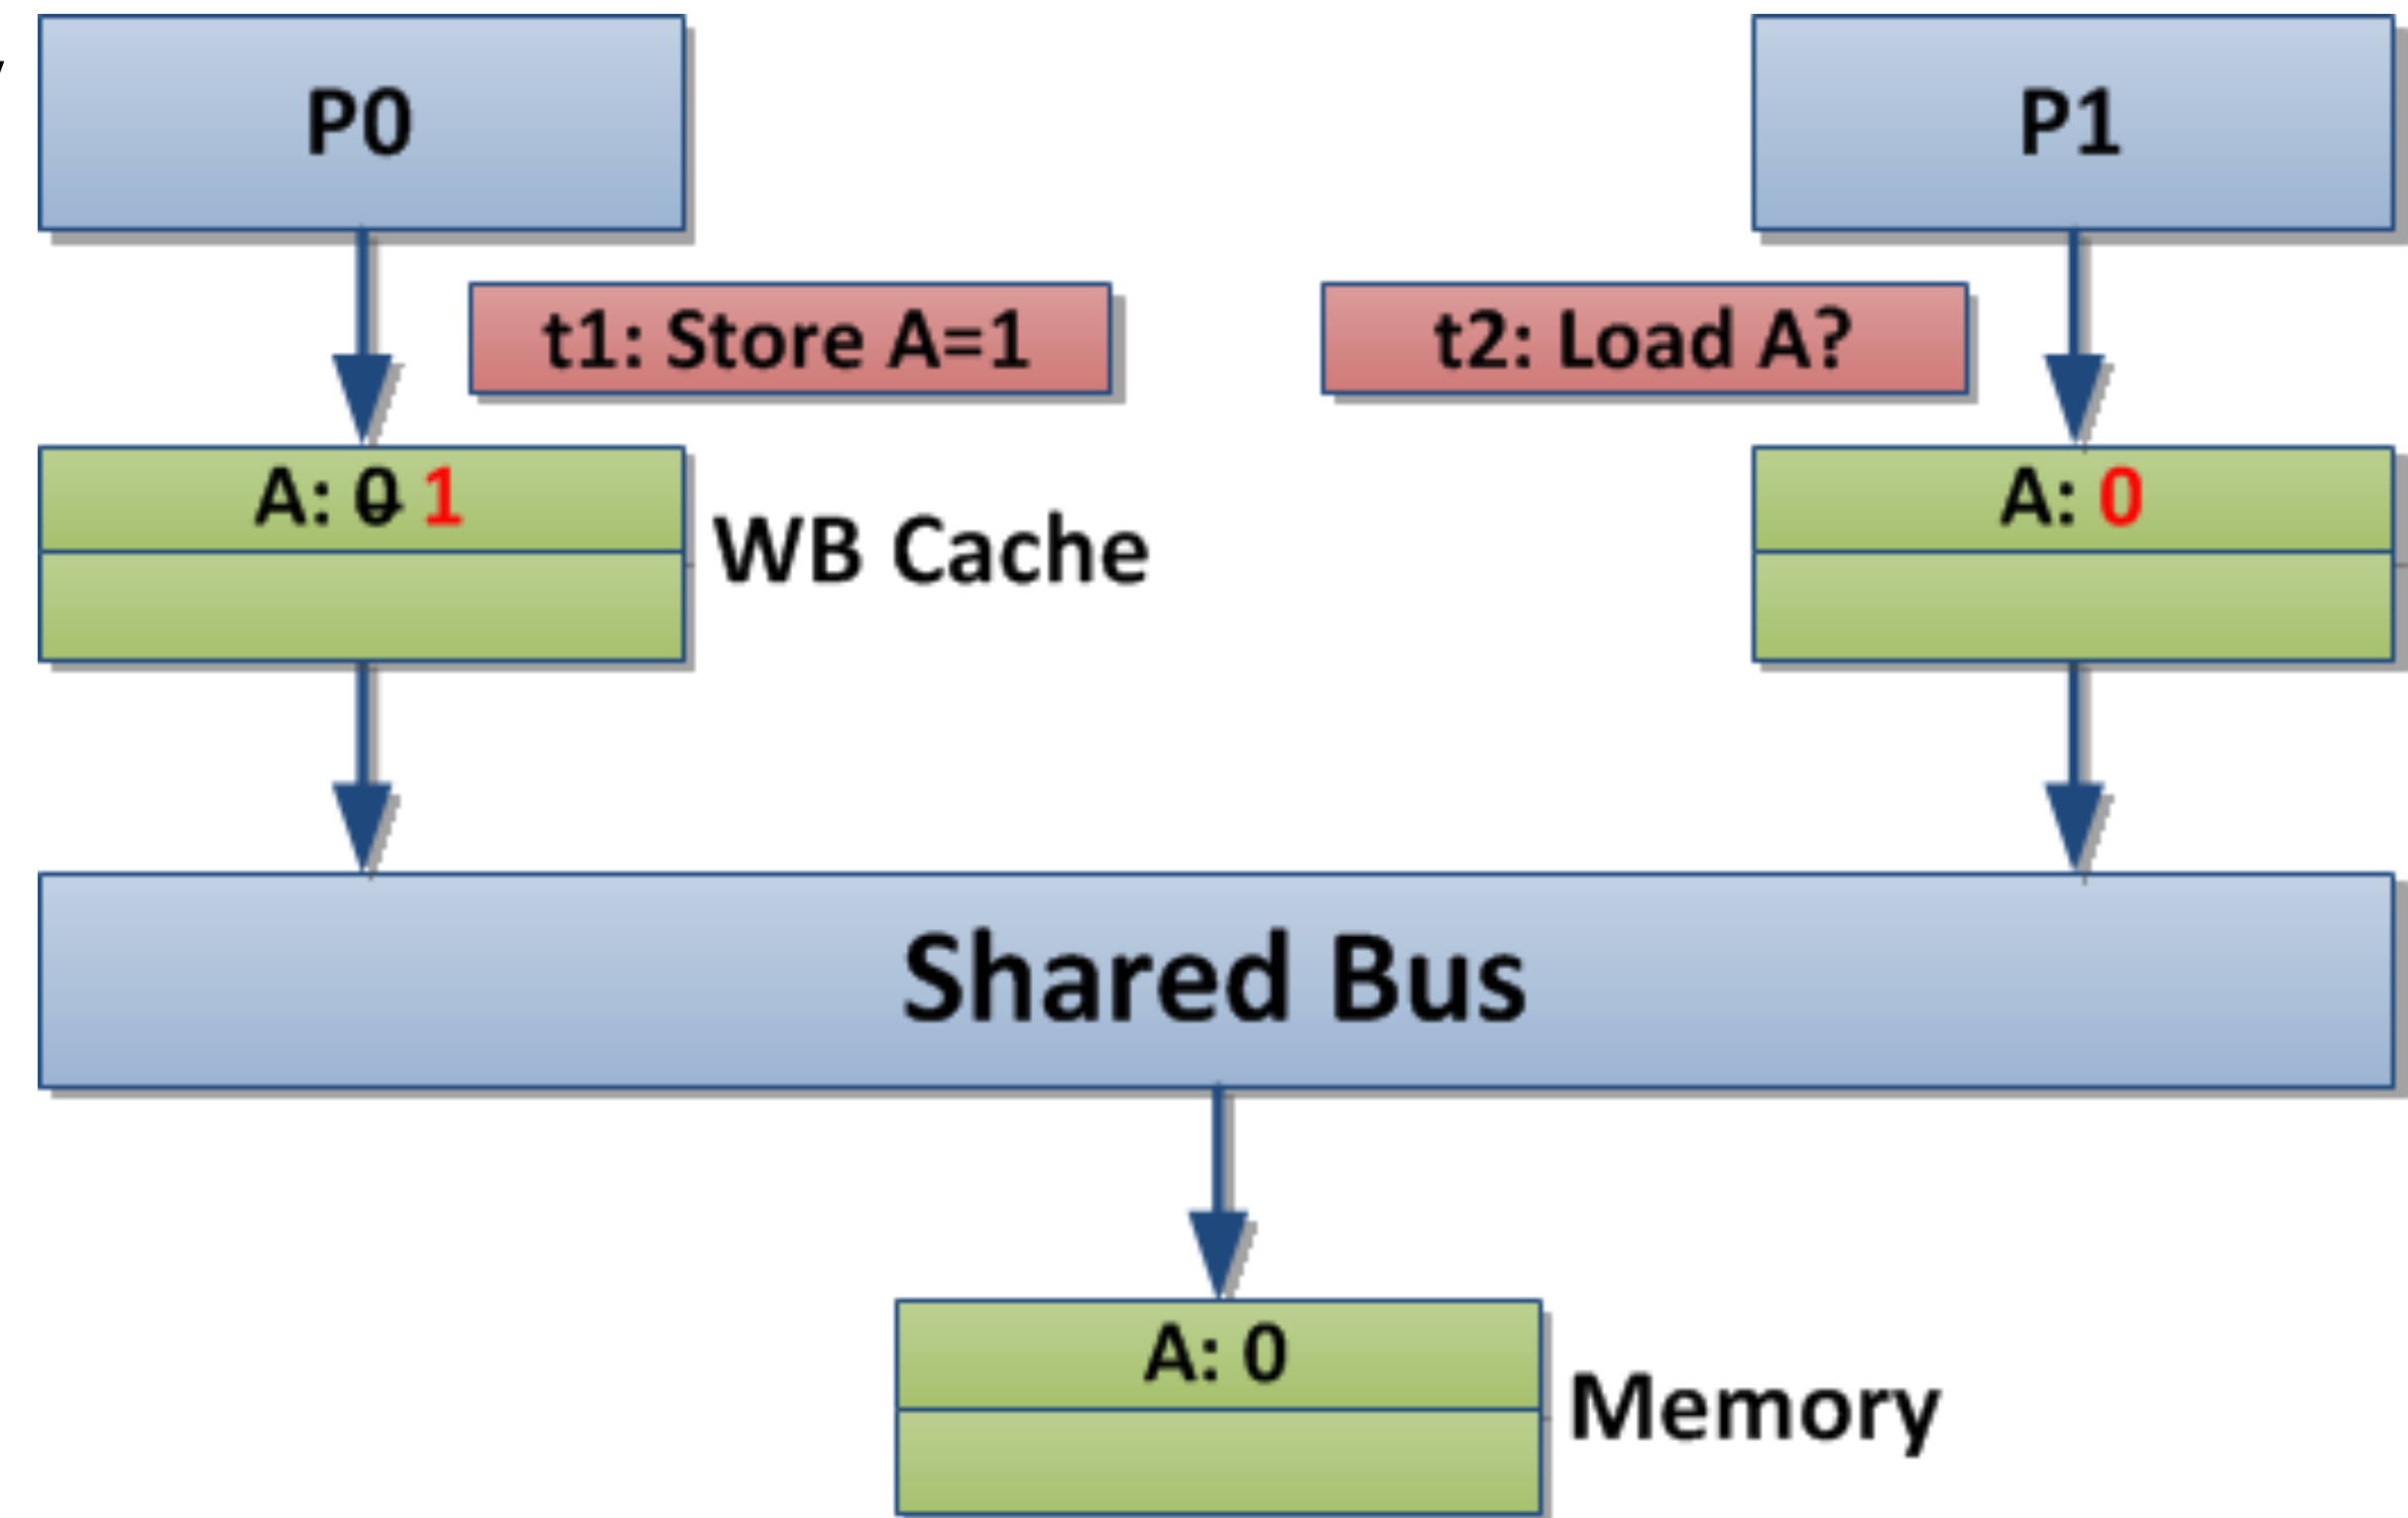 P0
P1
t1: Store A=1
t2: Load A?
A: 0 1
A: 0
WB Cache
Shared Bus
A: 0
Memory